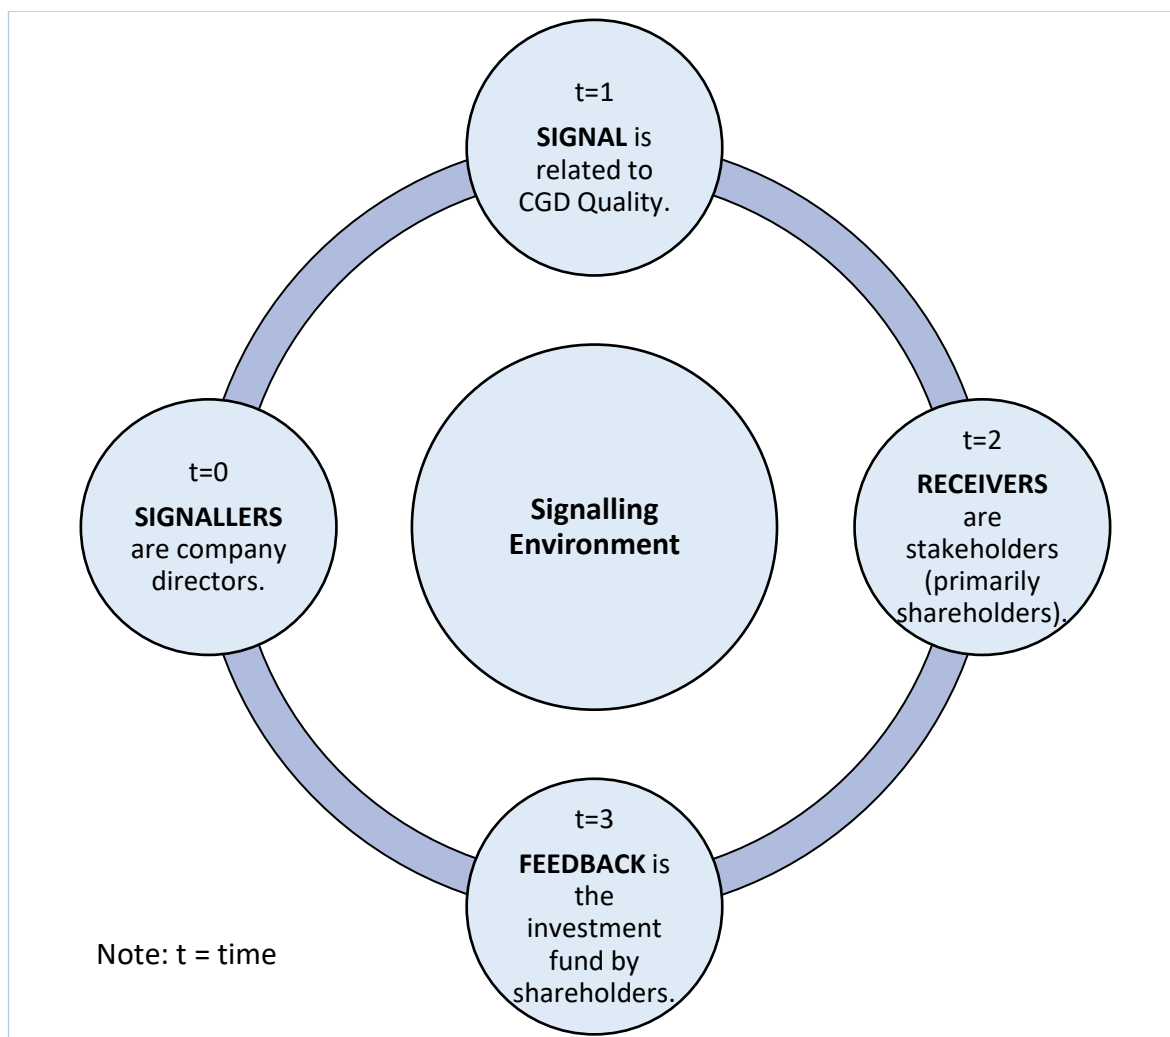 t=1
SIGNAL is
related to
CGD Quality.
t=0
SIGNALLERS
are company
directors.
Signalling
Environment
t=2
RECEIVERS
are
stakeholders
(primarily
shareholders).
t=3
FEEDBACK is
the
investment
fund by
shareholders.
Note: t = time